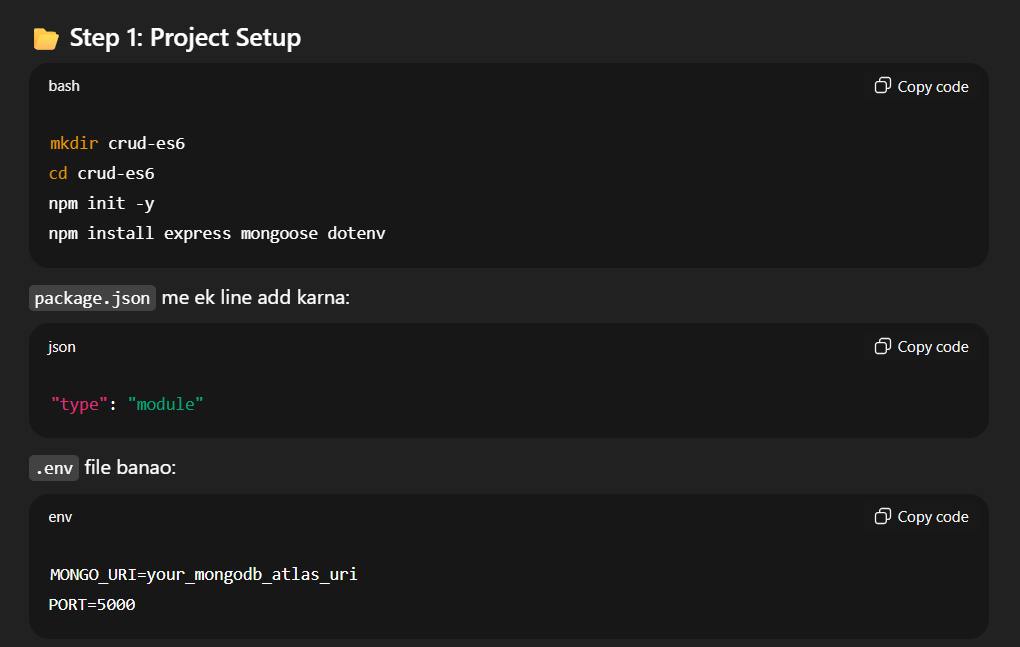 📂 Step 1: Project Setup
bash
Copy code
mkdir crud-es6
cd crud-es6
npm init -y
npm install express mongoose dotenv
package.json me ek line add karna:
json
Copy code
"type": "module"
.env file banao:
env
Copy code
MONGO_URI=your_mongodb_atlas_uri
PORT=5000